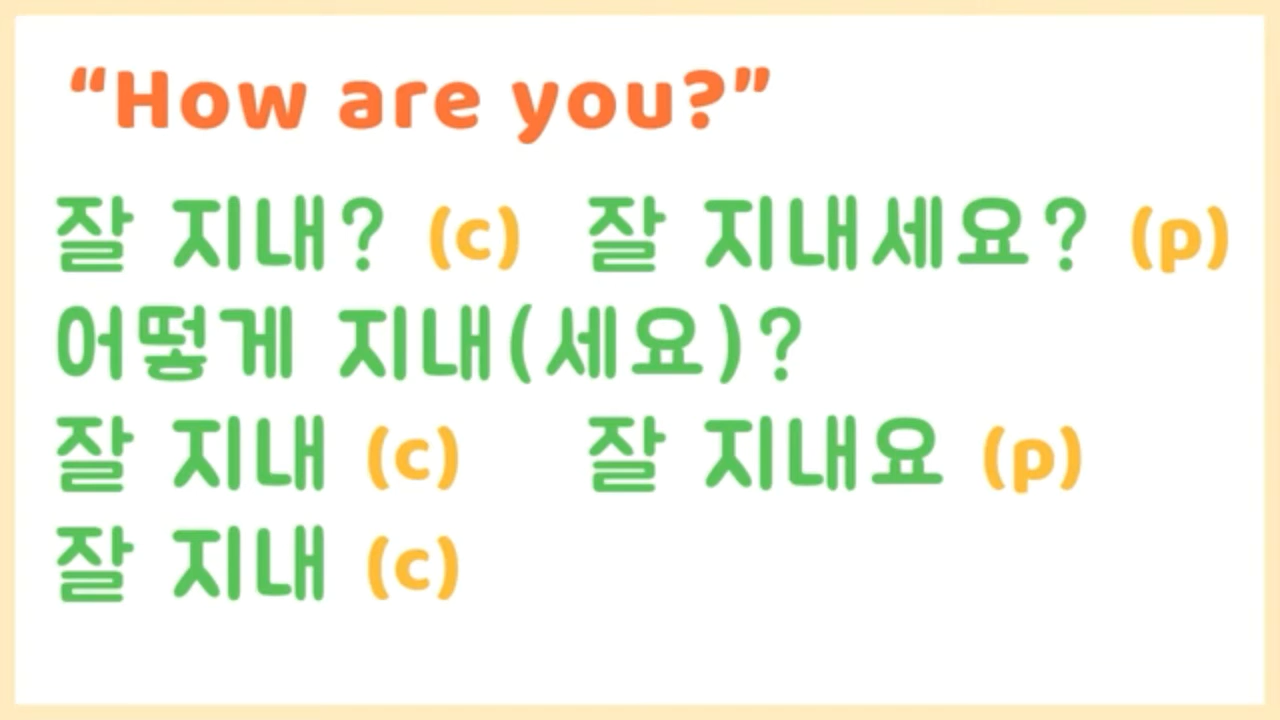 “How are you?”
잘 지내? (c) 잘 지내세요? (p)
어떻게 지내(세요)?
잘 지내 (c) 잘 지내요 (p)
잘 지내 (c)